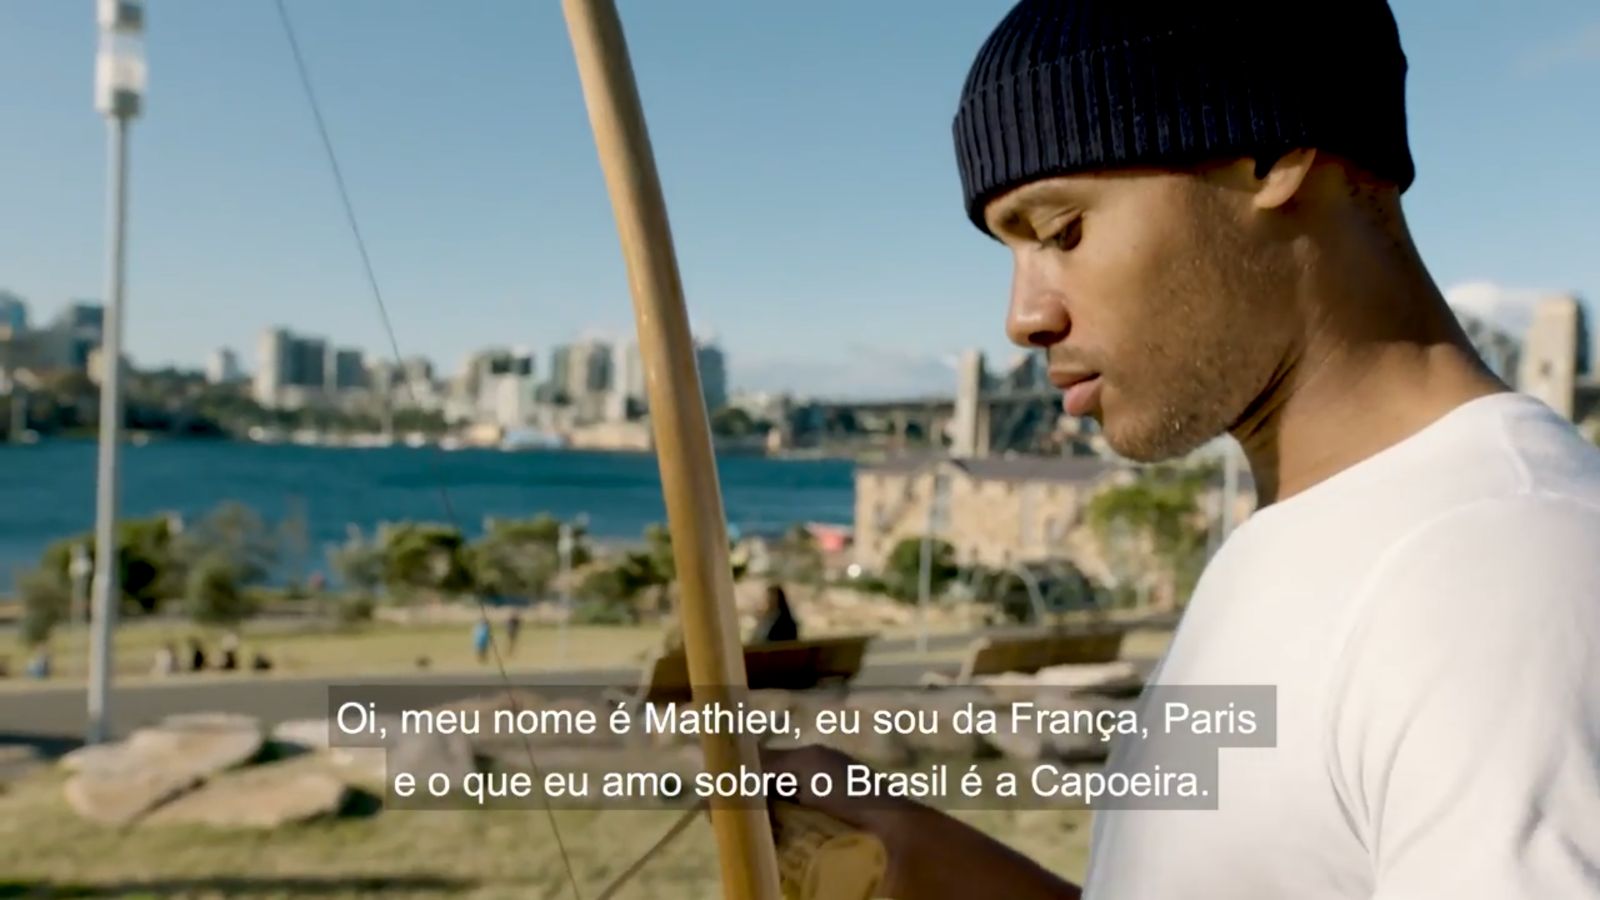 Oi, meu nome é Mathieu, eu sou da França, Paris
e o que eu amo sobre o Brasil é a Capoeira.